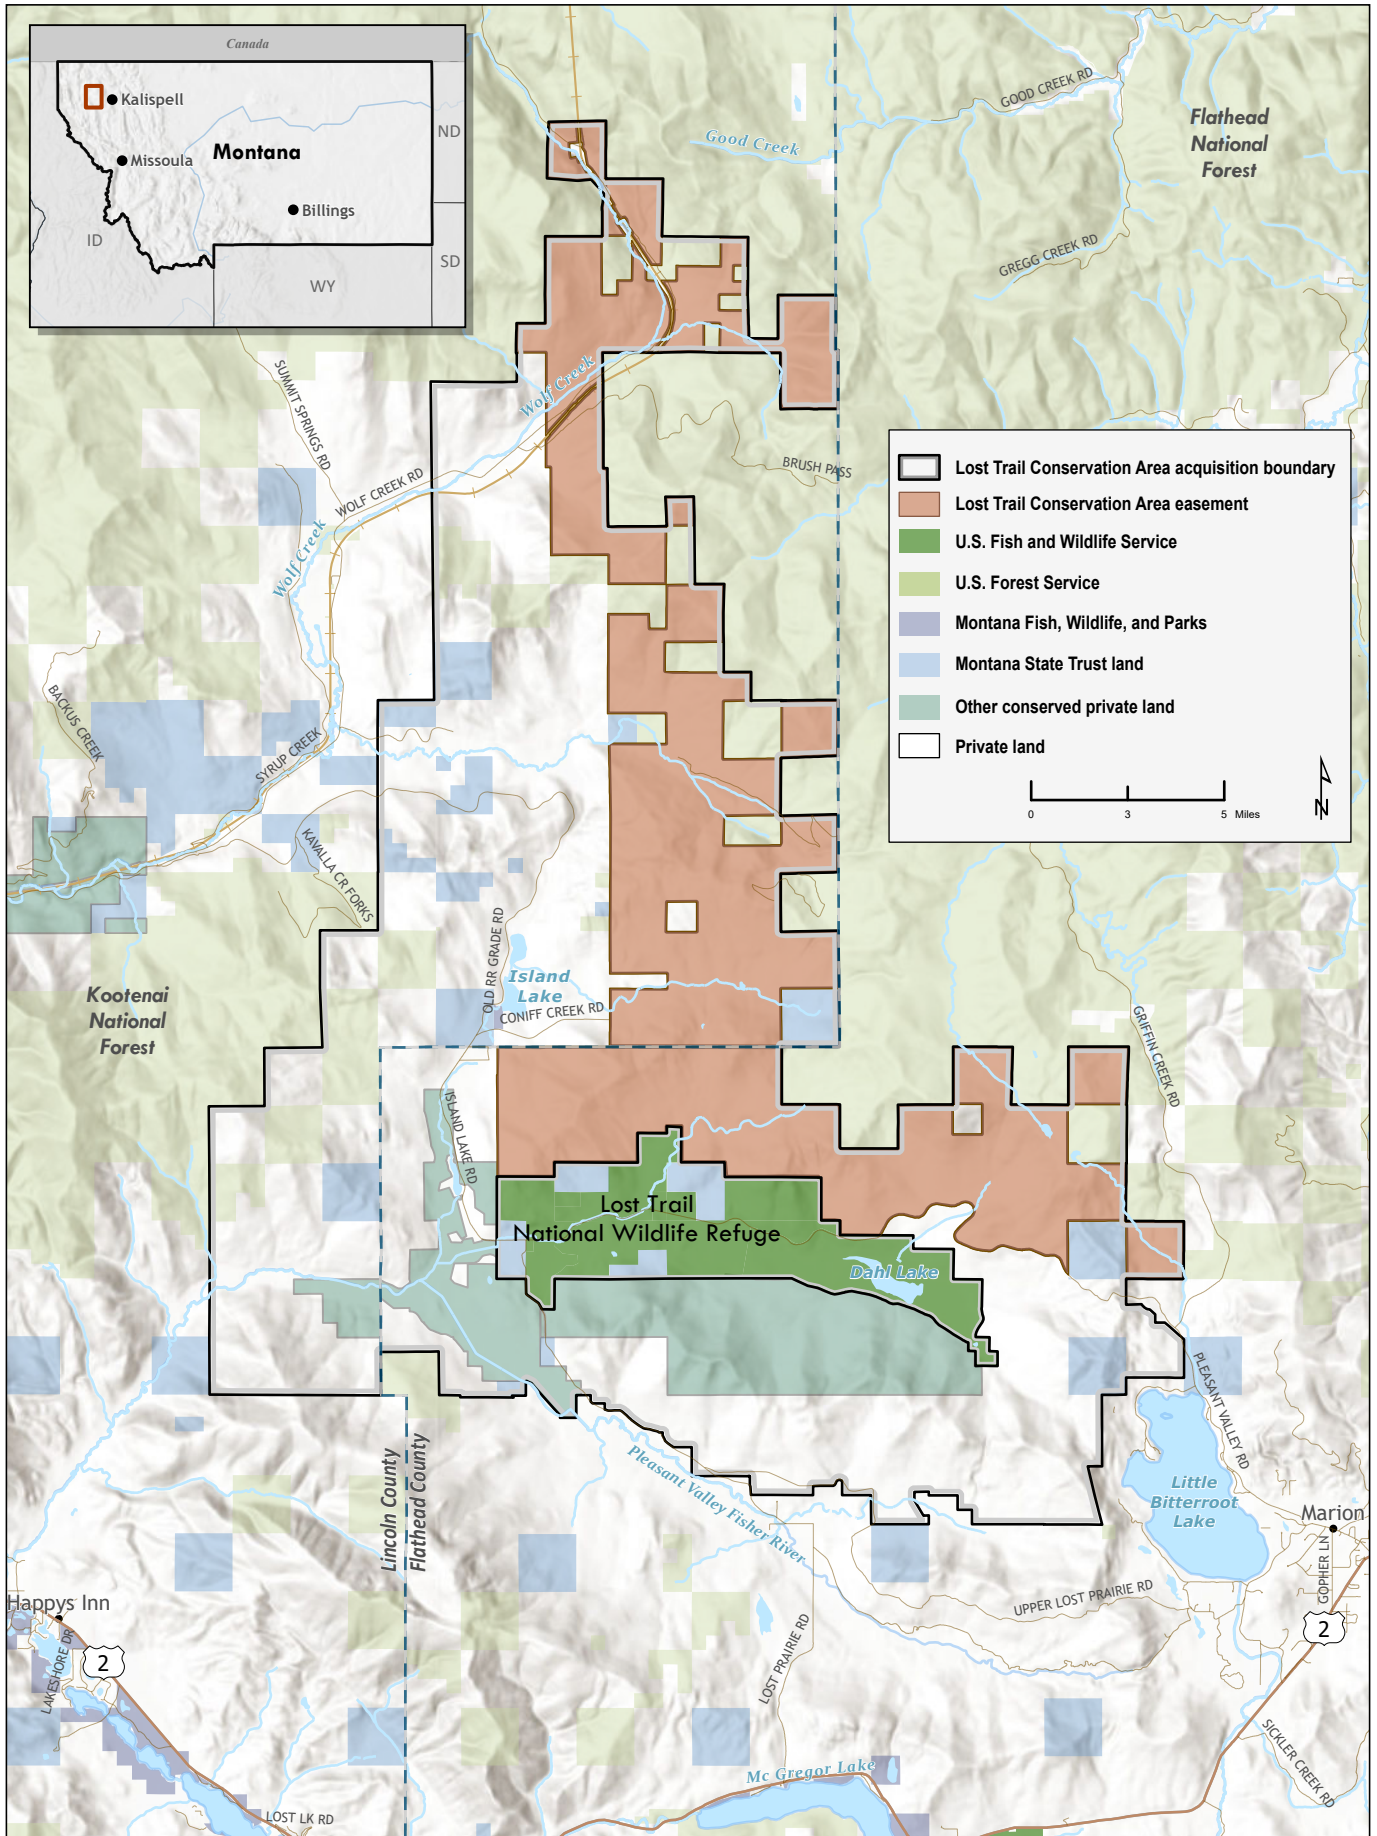 Canada
Kalispell
ND
Missoula
Montana
Billings
ID
SD
WY
Good Creek
GOOD CREEK RD
Flathead
National
Forest
GREGG CREEK RD
SUMMIT SPRINGS RD
Wolf Creek
WOLF CREEK RD
BRUSH PASS
Wolf Creek
Lost Trail Conservation Area acquisition boundary
Lost Trail Conservation Area easement
U.S. Fish and Wildlife Service
U.S. Forest Service
Montana Fish, Wildlife, and Parks
Montana State Trust land
Other conserved private land
Private land
0 3 5 Miles
N
BACKUS CREEK
SYRUP CREEK
KAVALLA CR FORKS
OLD RR GRADE RD
Island
Lake
CONIFF CREEK RD
Kootenai
National
Forest
GRIFFIN CREEK RD
ISLAND LAKE RD
Lost Trail
National Wildlife Refuge
Dahl Lake
PLEASANT VALLEY RD
Lincoln County
Flathead County
Pleasant Valley Fisher River
Little
Bitterroot
Lake
Marion
GOPHER LN
UPPER LOST PRAIRIE RD
2
Happys Inn
LAKESHORE DR
2
LOST PRAIRIE RD
SICKLER CREEK RD
Mc Gregor Lake
LOST LK RD